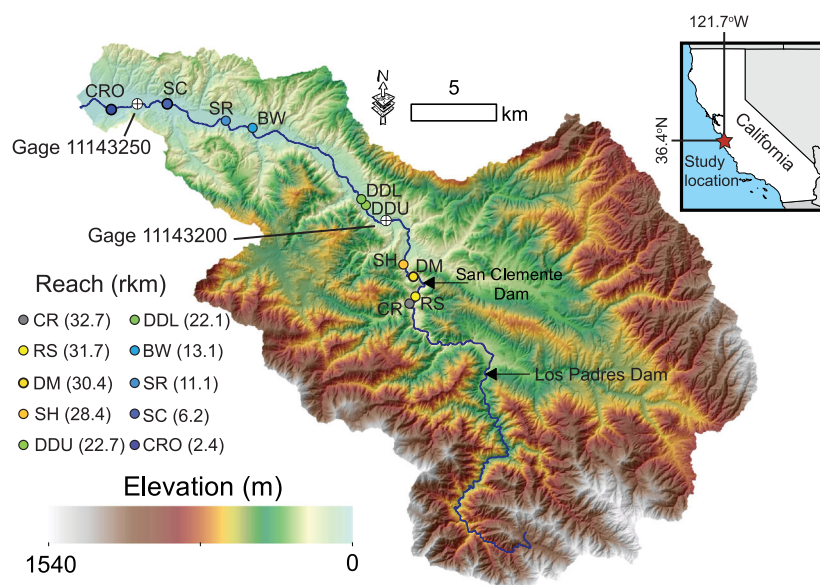 121.7°W
5
km
N
CRO
SC
SR
BW
Gage 11143250
36.4°N
California
Study
location
DDL
DDU
Gage 11143200
SH
DM
San Clemente
Dam
CR
RS
Los Padres Dam
Reach (rkm)
CR (32.7)
DDL (22.1)
RS (31.7)
BW (13.1)
DM (30.4)
SR (11.1)
SH (28.4)
SC (6.2)
DDU (22.7)
CRO (2.4)
Elevation (m)
1540
0